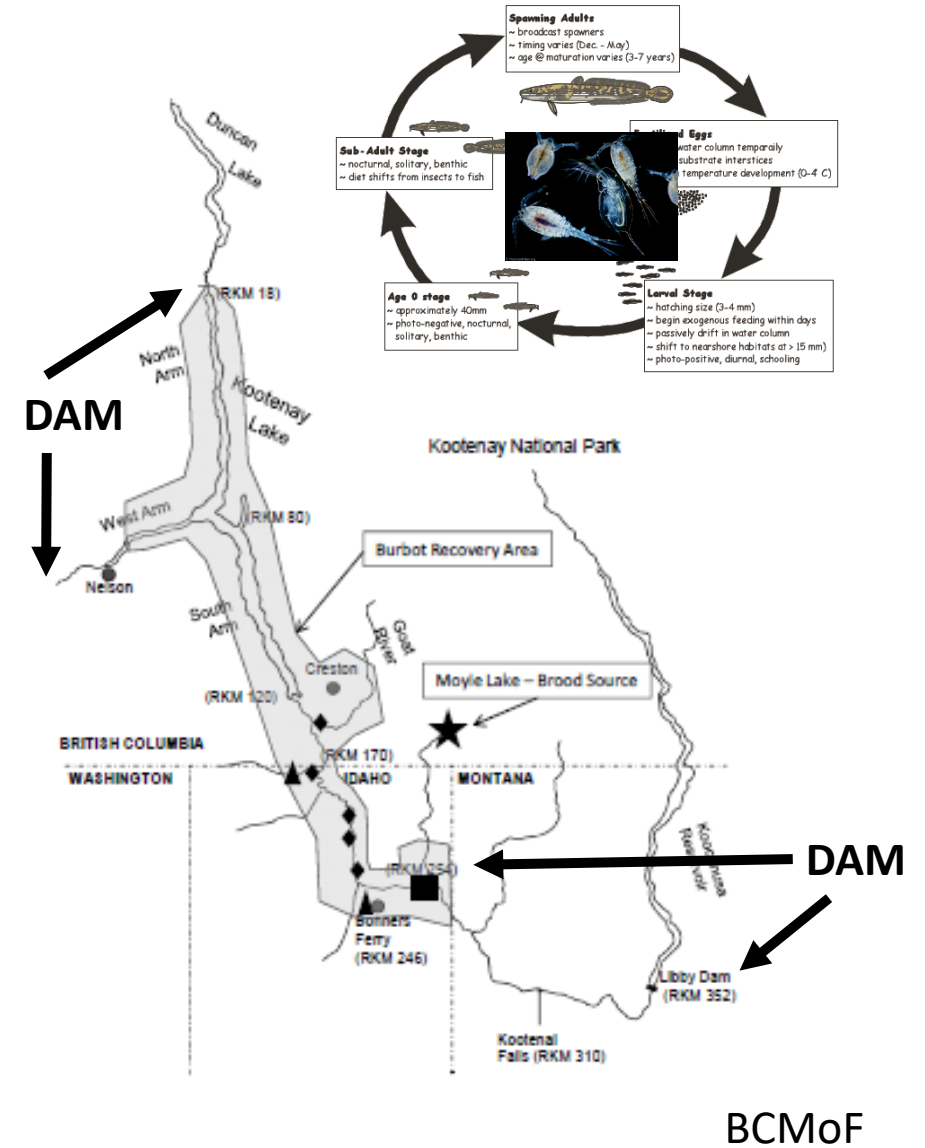 Spawning Adults
~ broadcast spawners
~ timing varies (Dec. - May)
~ age @ maturation varies (3-7 years)
Eggs
water column temporaily
substrate interstices
temperature development (0-4 C)
Sub-Adult Stage
~ nocturnal, solitary, benthic
~ diet shifts from insects to fish
Age 0 stage
~ approximately 40mm
~ photo-negative, nocturnal,
solitary, benthic
Larval Stage
~ hatching size (3-4 mm)
~ begin exogenous feeding within days
~ passively drift in water column
~ shift to nearshore habitats at > 15 mm)
~ photo-positive, diurnal, schooling
Duncan
Lake
(RKM 18)
North
Arm
Kootenay
Lake
DAM
Kootenay National Park
West Arm
(RKM 80)
Burbot Recovery Area
Nelson
South
Arm
Goat
River
Creston
Moyie Lake – Brood Source
(RKM 120)
BRITISH COLUMBIA
(RKM 170)
WASHINGTON
IDAHO
MONTANA
Reservoir
DAM
Bonners
Ferry
(RKM 246)
Libby Dam
(RKM 352)
Kootenai
Falls (RKM 310)
BCMoF